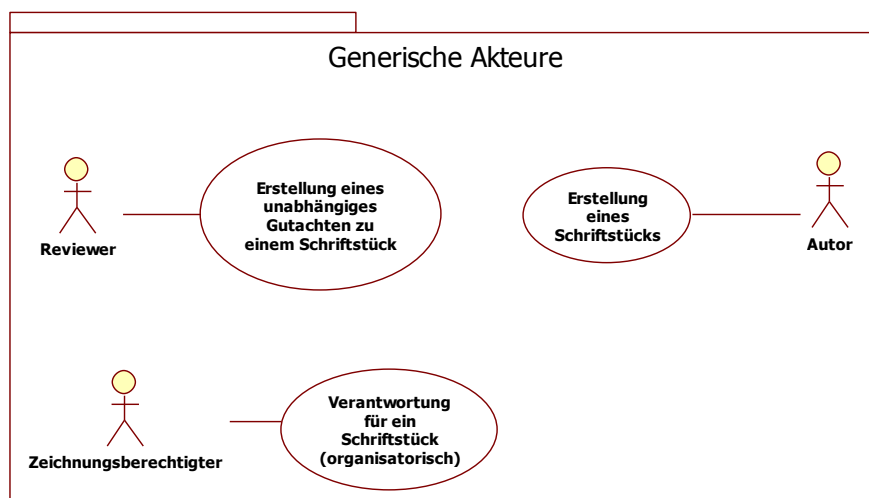 Generische Akteure
Erstellung eines
unabhängiges
Gutachten zu
einem Schriftstück
Reviewer
Erstellung
eines
Schriftstücks
Autor
Verantwortung
für ein
Schriftstück
(organisatorisch)
Zeichnungsberechtigter